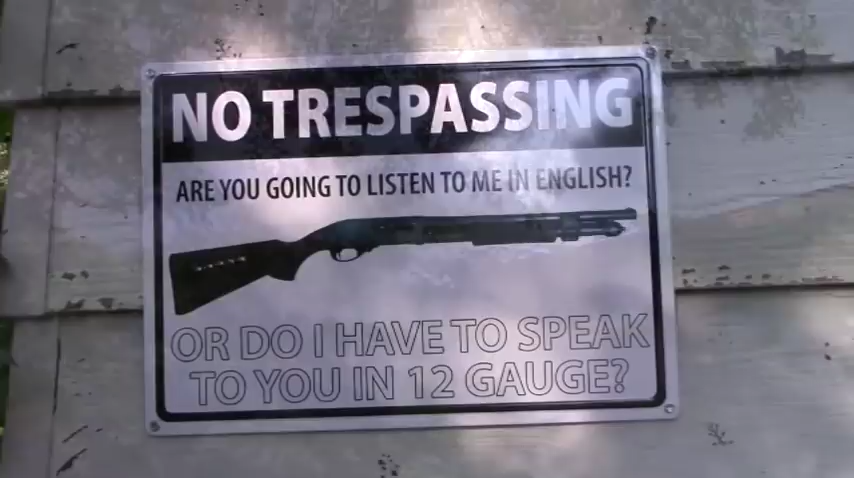 NO TRESPASSING
ARE YOU GOING TO LISTEN TO ME IN ENGLISH?
OR DO I HAVE TO SPEAK
TO YOU IN 12 GAUGE?